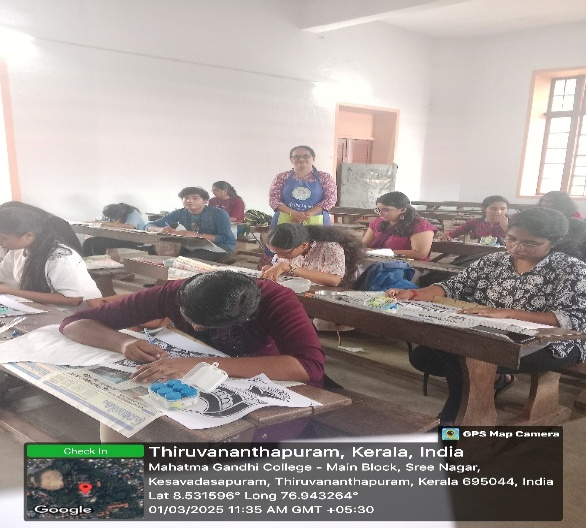 GPS Map Camera
Check In
Thiruvananthapuram, Kerala, India
Mahatma Gandhi College - Main Block, Sree Nagar,
Kesavadasapuram, Thiruvananthapuram, Kerala 695044, India
Lat 8.531596° Long 76.943264°
01/03/2025 11:35 AM GMT +05:30
Google